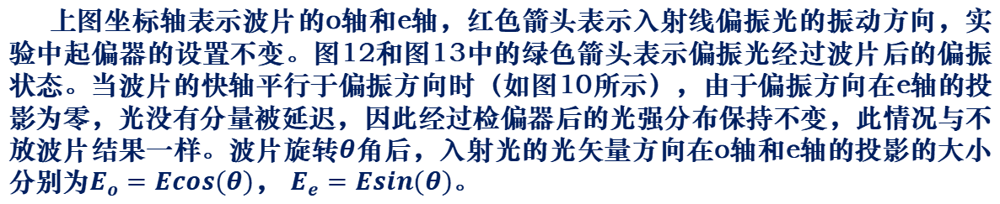 上图坐标轴表示波片的o轴和e轴，红色箭头表示入射线偏振光的振动方向，实
验中起偏器的设置不变。图12和图13中的绿色箭头表示偏振光经过波片后的偏振
状态。当波片的快轴平行于偏振方向时（如图10所示），由于偏振方向在e轴的投
影为零，光没有分量被延迟，因此经过检偏器后的光强分布保持不变，此情况与不
放波片结果一样。波片旋转θ角后，入射光的光矢量方向在o轴和e轴的投影的大小
分别为E_o = Ecos(θ)， E_e = Esin(θ)。